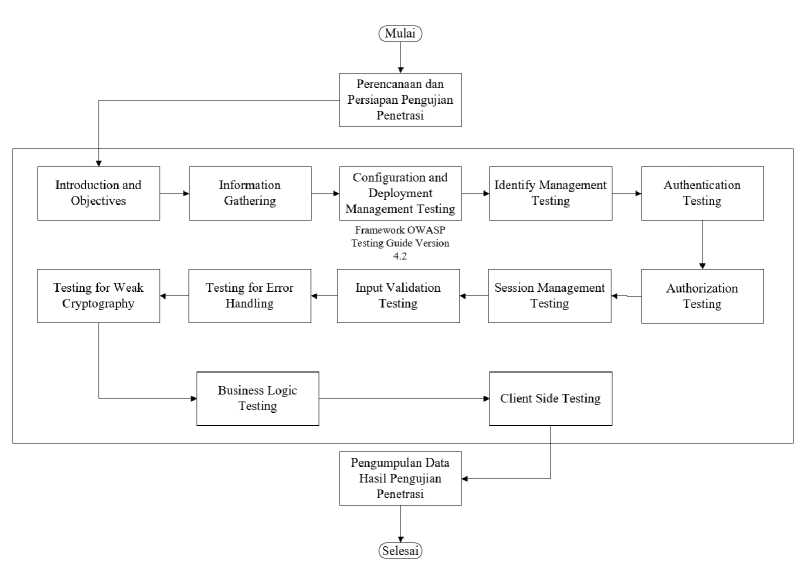 Mulai
Perencanaan dan
Persiapan Pengujian
Penetrasi
Introduction and
Objectives
Information
Gathering
Configuration and
Deployment
Management Testing
Identify Management
Testing
Authentication
Testing
Framework OWASP
Testing Guide Version
4.2
Authorization
Testing
Session Management
Testing
Input Validation
Testing
Testing for Error
Handling
Testing for Weak
Cryptography
Business Logic
Testing
Client Side Testing
Pengumpulan Data
Hasil Pengujian
Penetrasi
Selesai